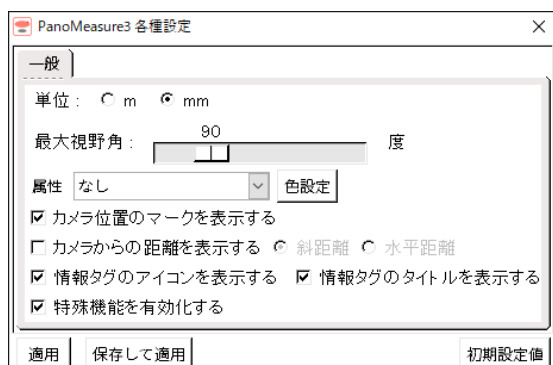 PanoMeasure3 各種設定
一般
単位： m mm
90
最大視野角： 度
属性 なし 色設定
カメラ位置のマークを表示する
カメラからの距離を表示する 斜距離 水平距離
情報タグのアイコンを表示する 情報タグのタイトルを表示する
特殊機能を有効化する
適用 保存して適用 初期設定値